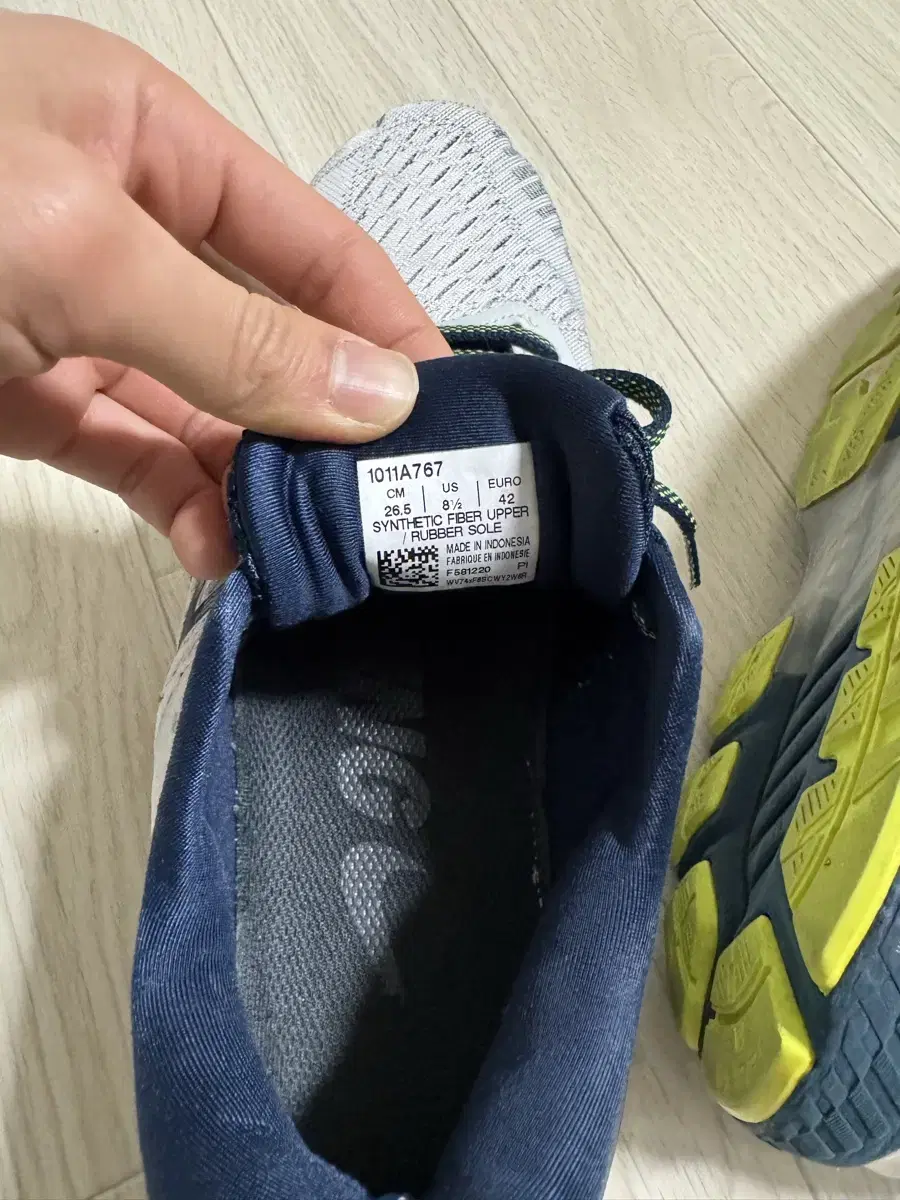 1011A767
CM US EURO
26.5 8½ 42
SYNTHETIC FIBER UPPER
/ RUBBER SOLE
MADE IN INDONESIA
FABRIQUE EN INDONESIE
F581220 PI